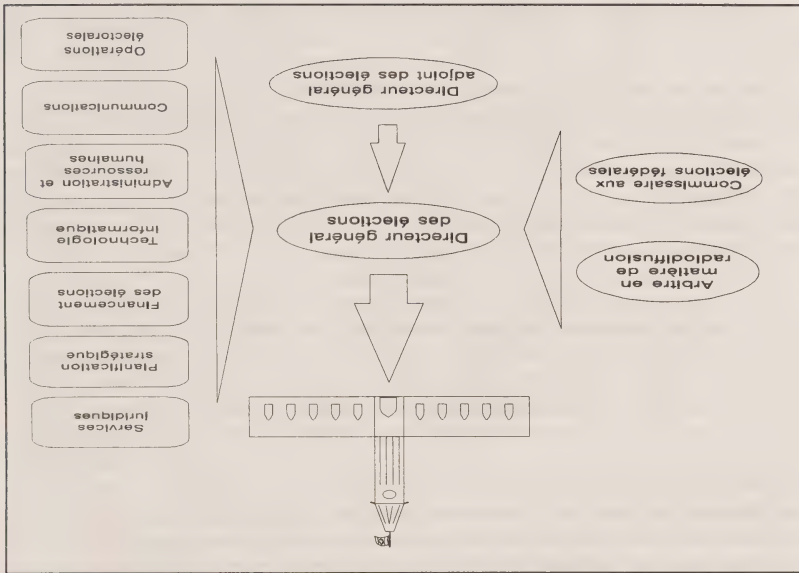 Arbitre en
matière de
radiodiffusion
Commissaire aux
élections fédérales
Directeur général
des élections
Directeur général
adjoint des élections
Services
juridiques
Planification
stratégique
Financement
des élections
Technologie
informatique
Administration et
ressources
humaines
Communications
Opérations
électorales